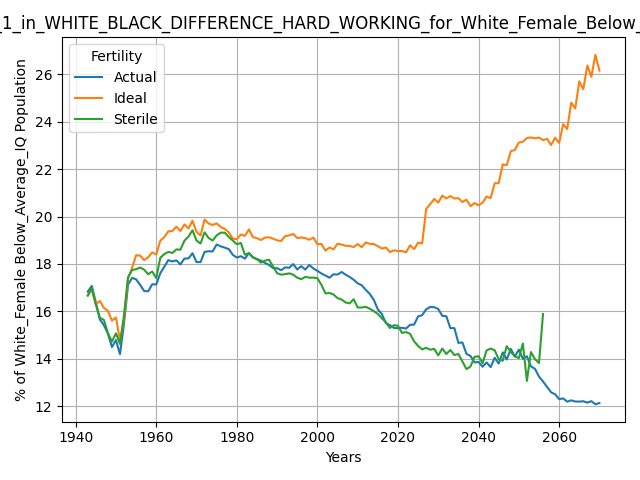 _1_in_WHITE_BLACK_DIFFERENCE_HARD_WORKING_for_White_Female_Below_
Fertility
Actual
Ideal
Sterile
% of White_Female Below_Average_IQ Population
26
24
22
20
18
16
14
12
1940 1960 1980 2000 2020 2040 2060
Years